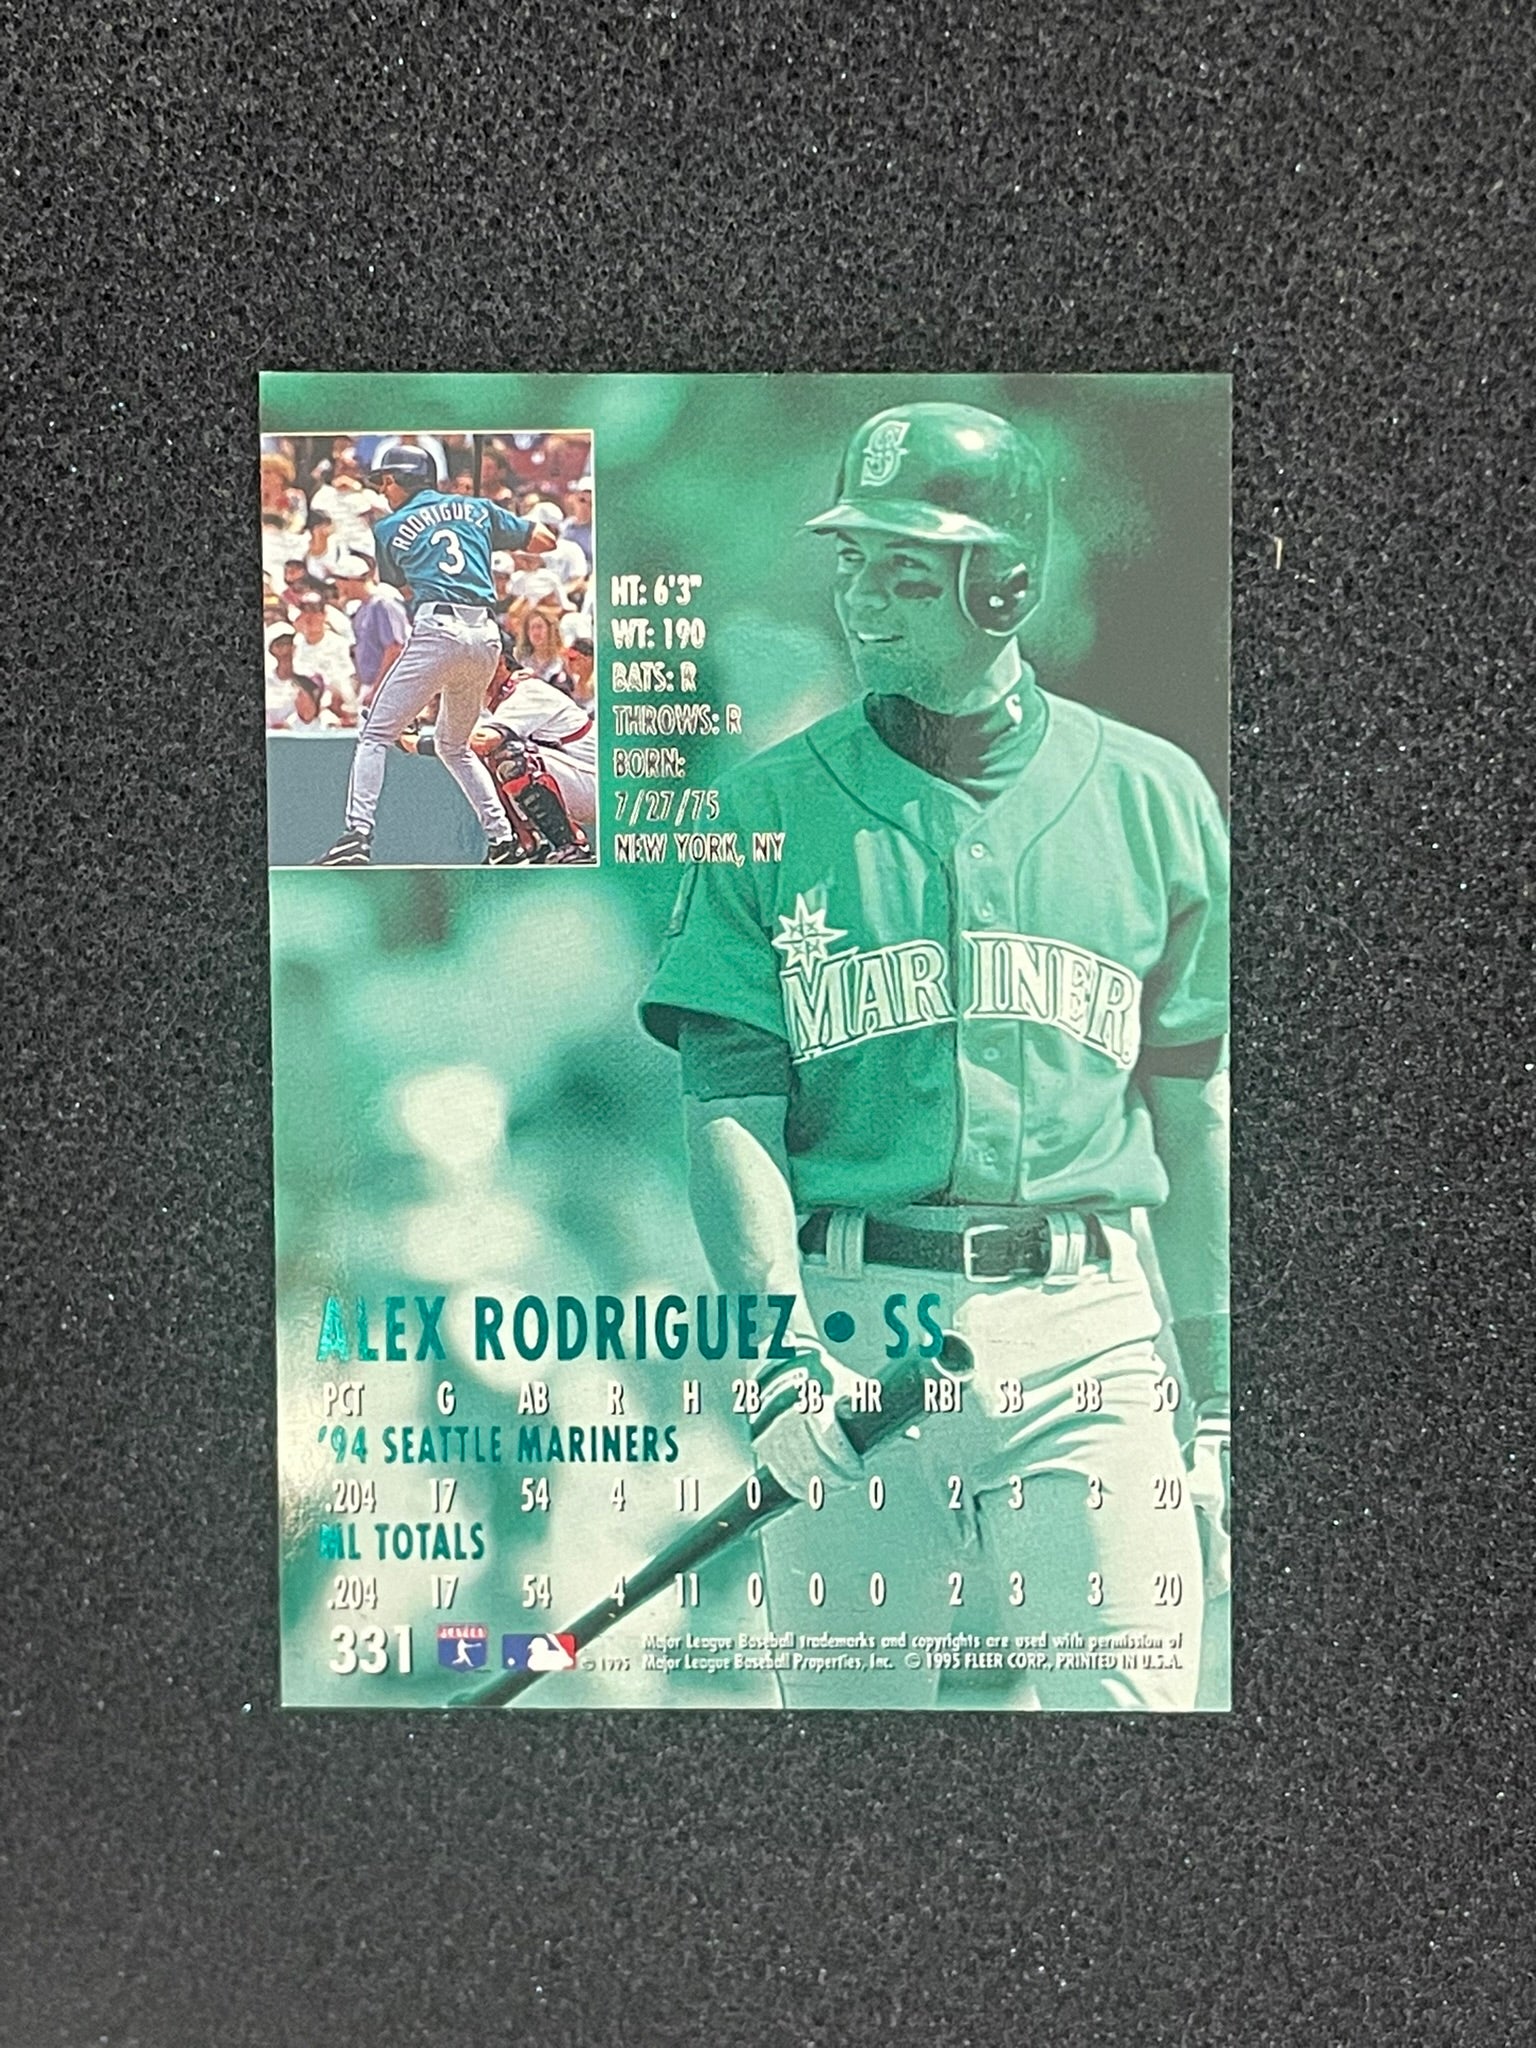 RODRIGUEZ
3
HT: 6'3"
WT: 190
BATS: R
THROWS: R
BORN:
7/27/75
NEW YORK, NY
S
MARINERS
ALEX RODRIGUEZ • SS
PCT G AB R H 2B 3B HR RBI SB BB SO
'94 SEATTLE MARINERS
.204 17 54 4 11 0 0 0 2 3 3 20
ML TOTALS
.204 17 54 4 11 0 0 0 2 3 3 20
331
© 1995 Major League Baseball trademarks and copyrights are used with permission of
Major League Baseball Properties, Inc. © 1995 FLEER CORP., PRINTED IN U.S.A.